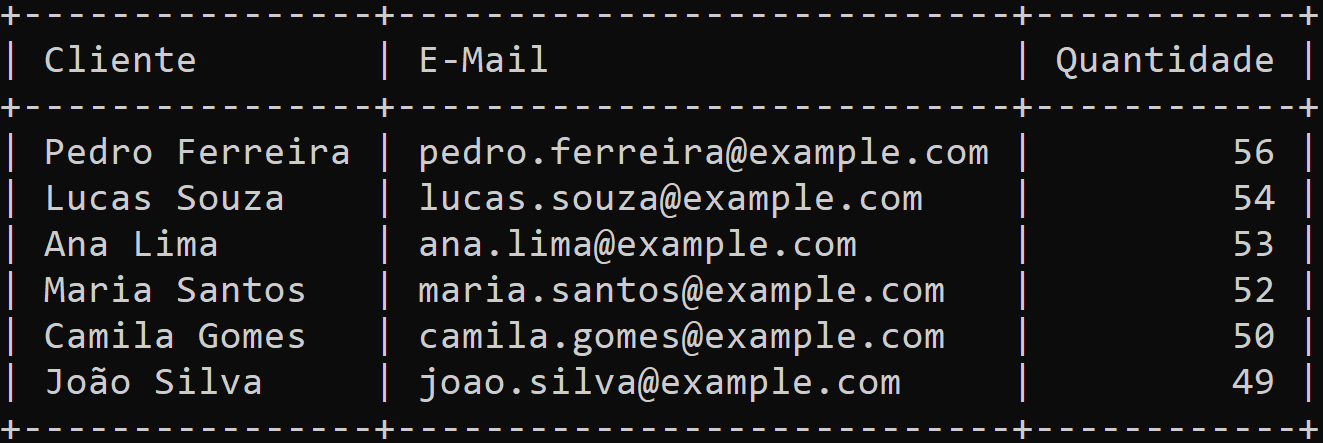 +----------------+----------------------------+------------+
| Cliente        | E-Mail                     | Quantidade |
+----------------+----------------------------+------------+
| Pedro Ferreira | pedro.ferreira@example.com |         56 |
| Lucas Souza    | lucas.souza@example.com    |         54 |
| Ana Lima       | ana.lima@example.com       |         53 |
| Maria Santos   | maria.santos@example.com   |         52 |
| Camila Gomes   | camila.gomes@example.com   |         50 |
| João Silva     | joao.silva@example.com     |         49 |
+----------------+----------------------------+------------+